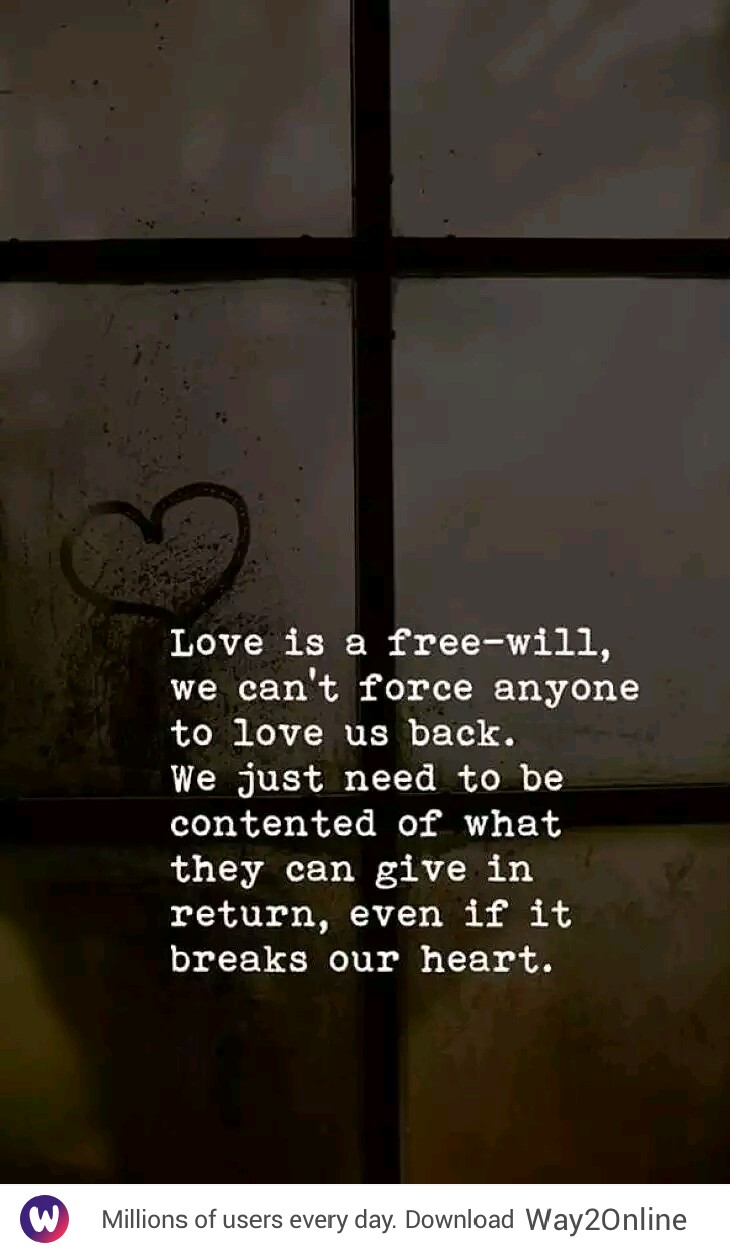 Love is a free-will,
we can't force anyone
to love us back.
We just need to be
contented of what
they can give in
return, even if it
breaks our heart.
W Millions of users every day. Download Way2Online